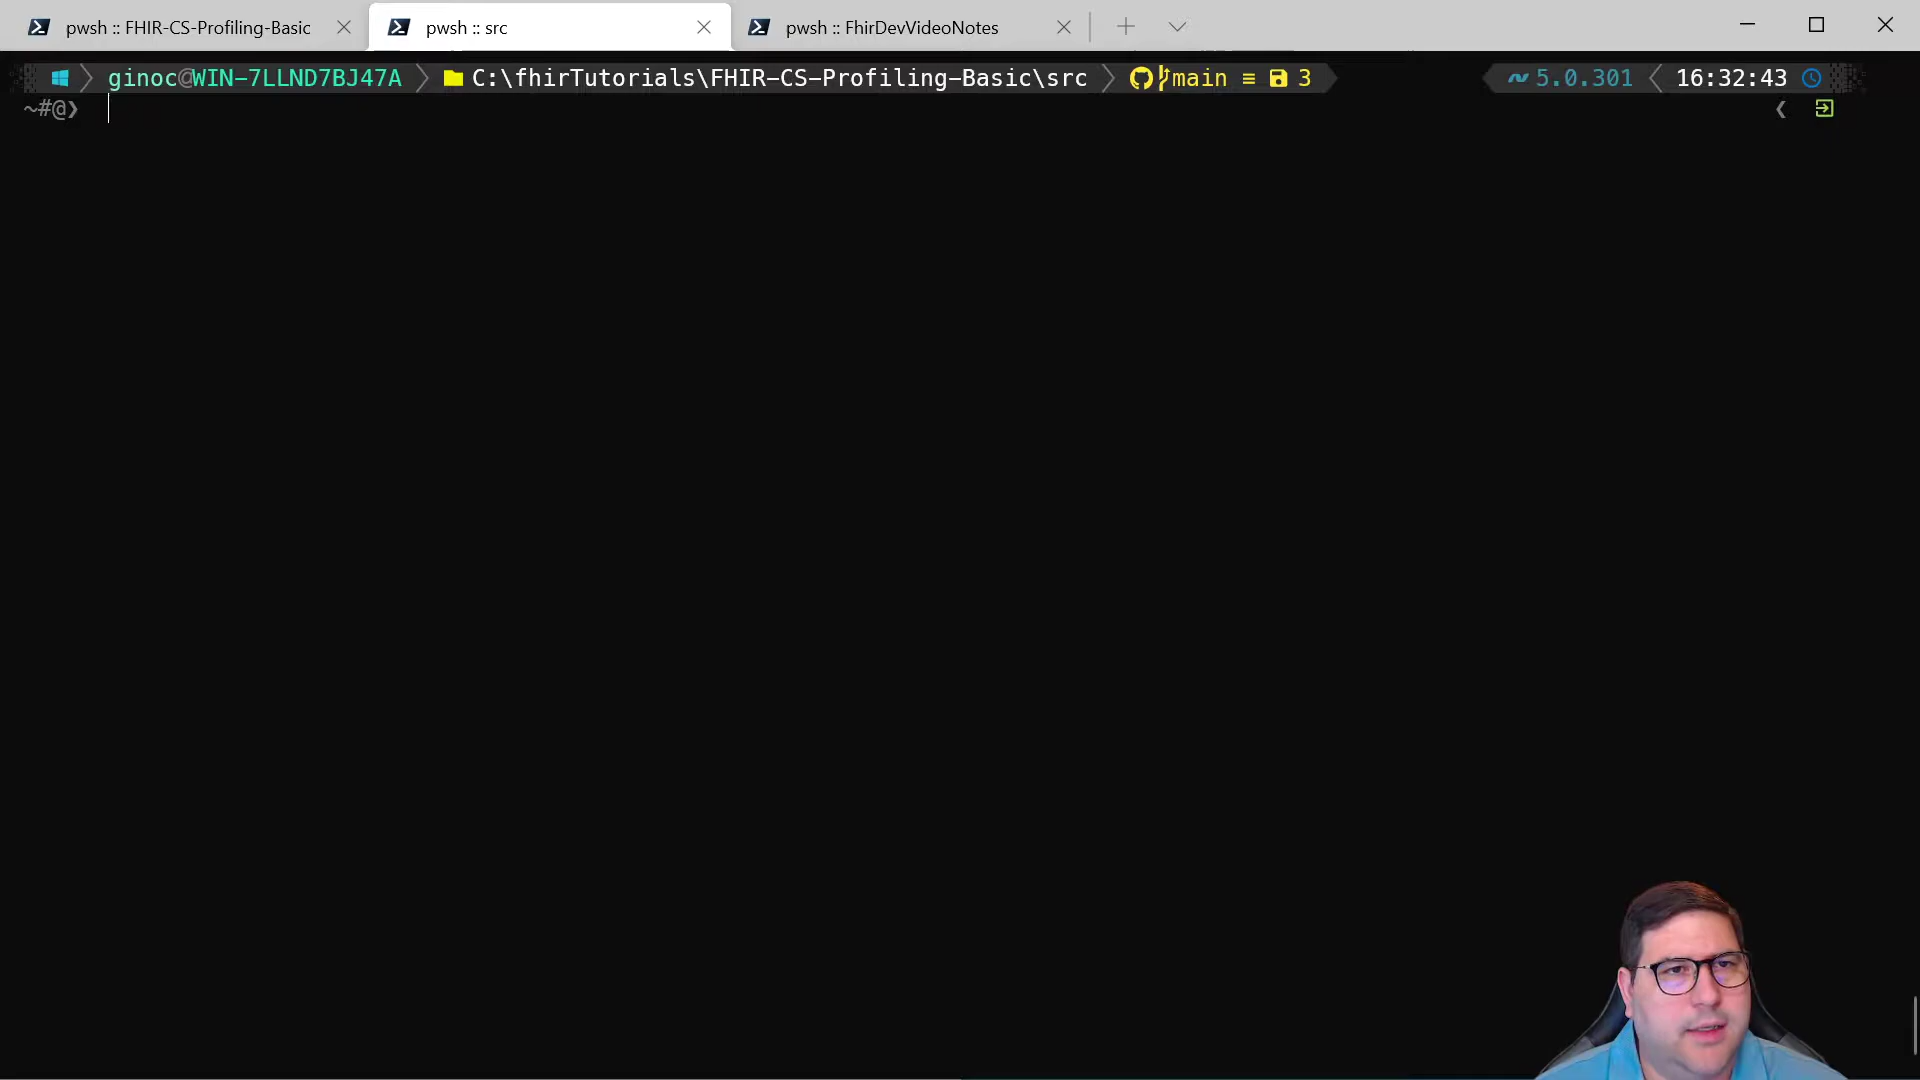 pwsh :: FHIR-CS-Profiling-Basic
pwsh :: src
pwsh :: FhirDevVideoNotes
ginoc@WIN-7LLND7BJ47A C:\fhirTutorials\FHIR-CS-Profiling-Basic\src main ≡ 3 5.0.301 16:32:43
~#@❯ ❮